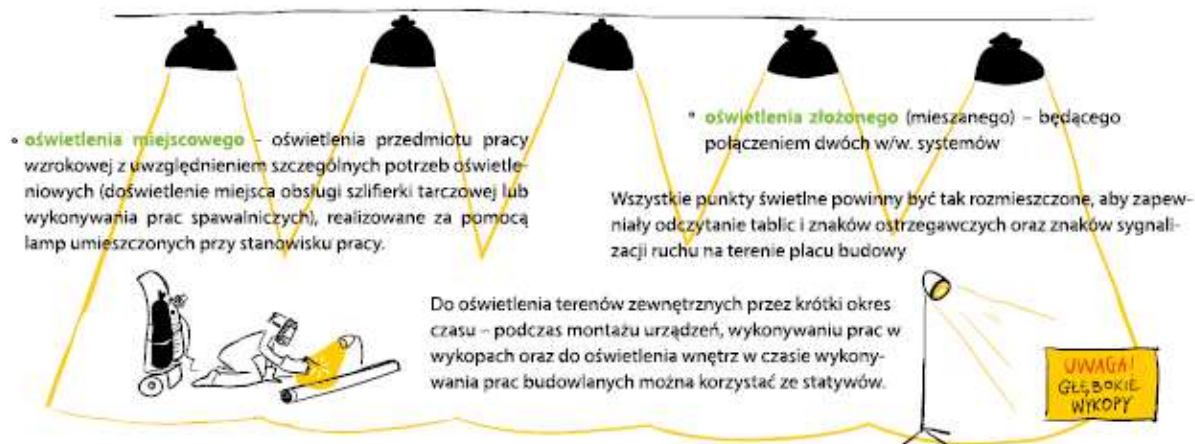 ◦ oświetlenia miejscowego – oświetlenia przedmiotu pracy
wzrokowej z uwzględnieniem szczególnych potrzeb oświetle-
niowych (doświetlenie miejsca obsługi szlifierki tarczowej lub
wykonywania prac spawalniczych), realizowane za pomocą
lamp umieszczonych przy stanowisku pracy.
◦ oświetlenia złożonego (mieszanego) – będącego
połączeniem dwóch w/w. systemów
Wszystkie punkty świetlne powinny być tak rozmieszczone, aby zapew-
niały odczytanie tablic i znaków ostrzegawczych oraz znaków sygnali-
zacji ruchu na terenie placu budowy
Do oświetlenia terenów zewnętrznych przez krótki okres
czasu – podczas montażu urządzeń, wykonywaniu prac w
wykopach oraz do oświetlenia wnętrz w czasie wykony-
wania prac budowlanych można korzystać ze statywów.
UWAGA!
GŁĘBOKIE
WYKOPY